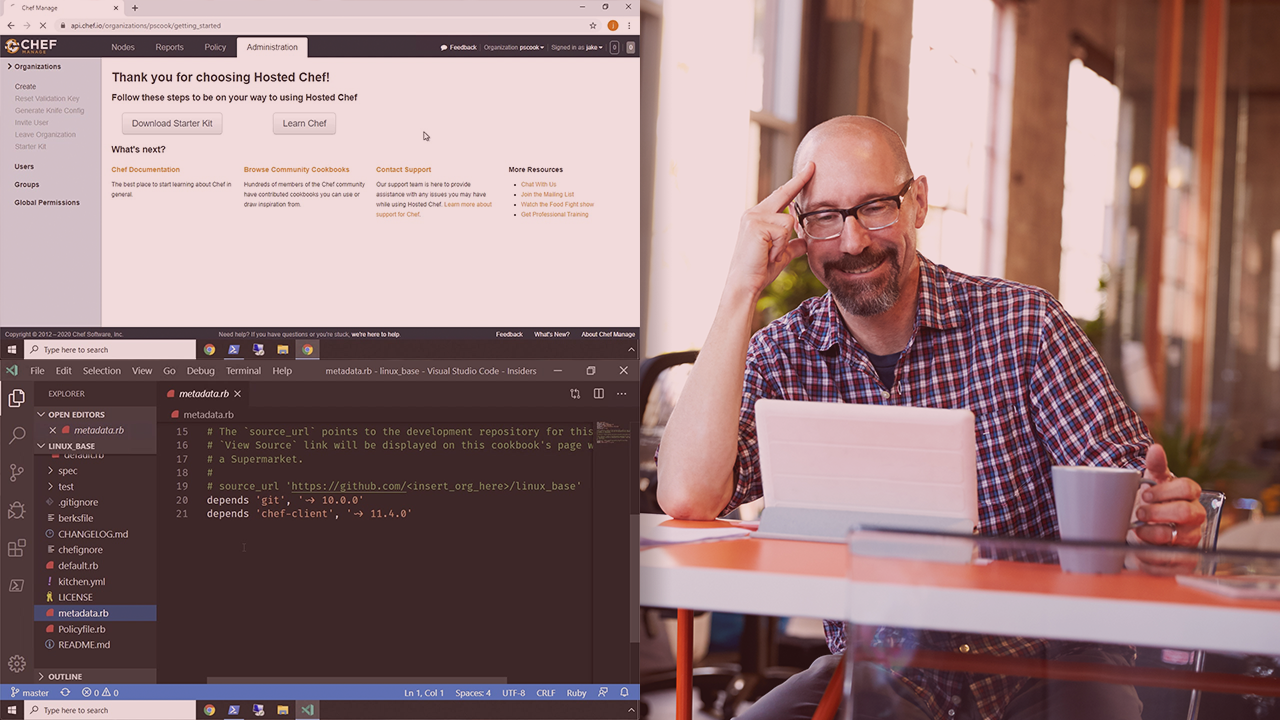 Chef Manage
api.chef.io/organizations/pscook/getting_started
CHEF
MANAGE
Nodes Reports Policy Administration
Feedback Organization pscook Signed in as jake 0 0
Organizations
Create
Reset Validation Key
Generate Knife Config
Invite User
Leave Organization
Starter Kit
Users
Groups
Global Permissions
Thank you for choosing Hosted Chef!
Follow these steps to be on your way to using Hosted Chef
Download Starter Kit Learn Chef
What's next?
Chef Documentation
The best place to start learning about Chef in
general.
Browse Community Cookbooks
Hundreds of members of the Chef community
have contributed cookbooks you can use or
draw inspiration from.
Contact Support
Our support team is here to provide
assistance with any issues you may have
while using Hosted Chef. Learn more about
support for Chef.
More Resources
Chat With Us
Join the Mailing List
Watch the Food Fight show
Get Professional Training
Copyright © 2012 – 2020 Chef Software, Inc.
Need help? If you have questions or you're stuck, we're here to help
Feedback What's New? About Chef Manage
Type here to search
File Edit Selection View Go Debug Terminal Help metadata.rb - linux_base - Visual Studio Code - Insiders
EXPLORER
OPEN EDITORS
metadata.rb
LINUX_BASE
default.rb
spec
test
.gitignore
berksfile
CHANGELOG.md
chefignore
default.rb
kitchen.yml
LICENSE
metadata.rb
Policyfile.rb
README.md
OUTLINE
metadata.rb
metadata.rb
15 # The `source_url` points to the development repository for this
16 # `View Source` link will be displayed on this cookbook's page w
17 # a Supermarket.
18 #
19 # source_url 'https://github.com/<insert_org_here>/linux_base'
20 depends 'git', '~> 10.0.0'
21 depends 'chef-client', '~> 11.4.0'
master 0 0 Ln 1, Col 1 Spaces: 4 UTF-8 CRLF Ruby
Type here to search